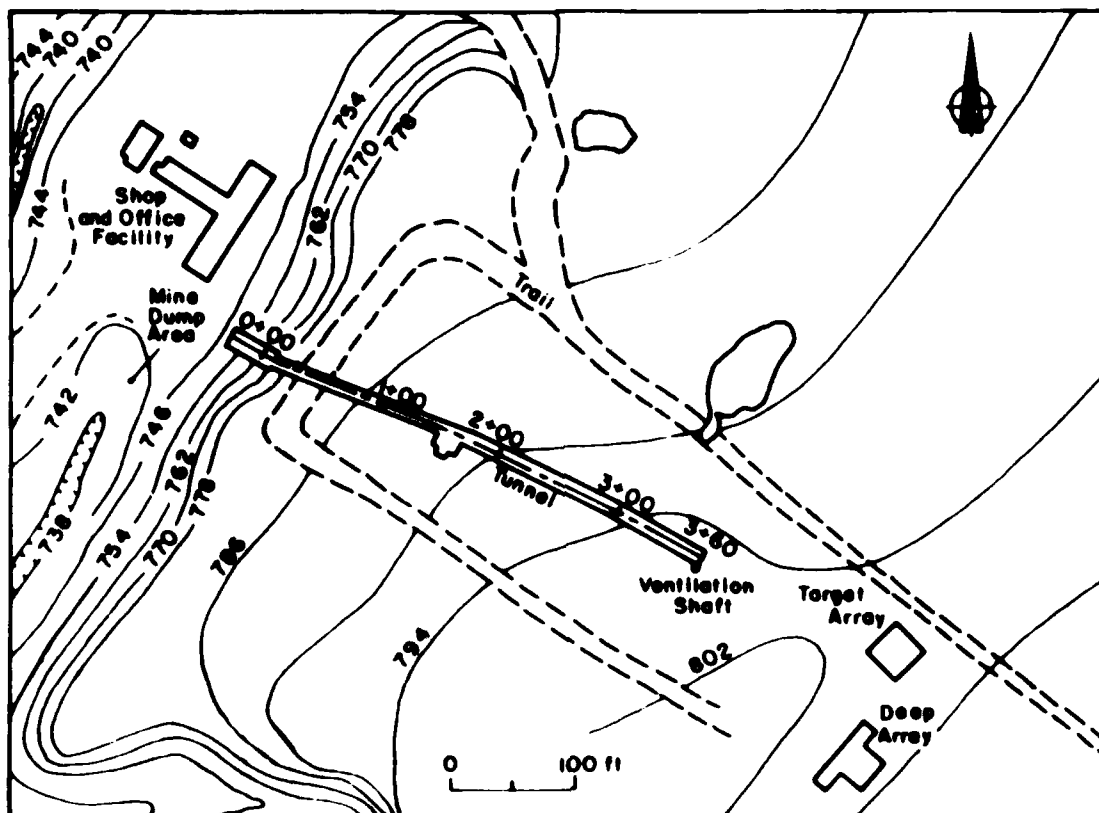 744
740
740
754
770
778
762
Shop
and Office
Facility
744
Trail
Mine
Dump
Area
0+00
1+00
742
746
2+00
762
778
Tunnel
3+00
3+60
738
754
770
786
Ventilation
Shaft
Target
Array
794
802
Deep
Array
0 100 ft